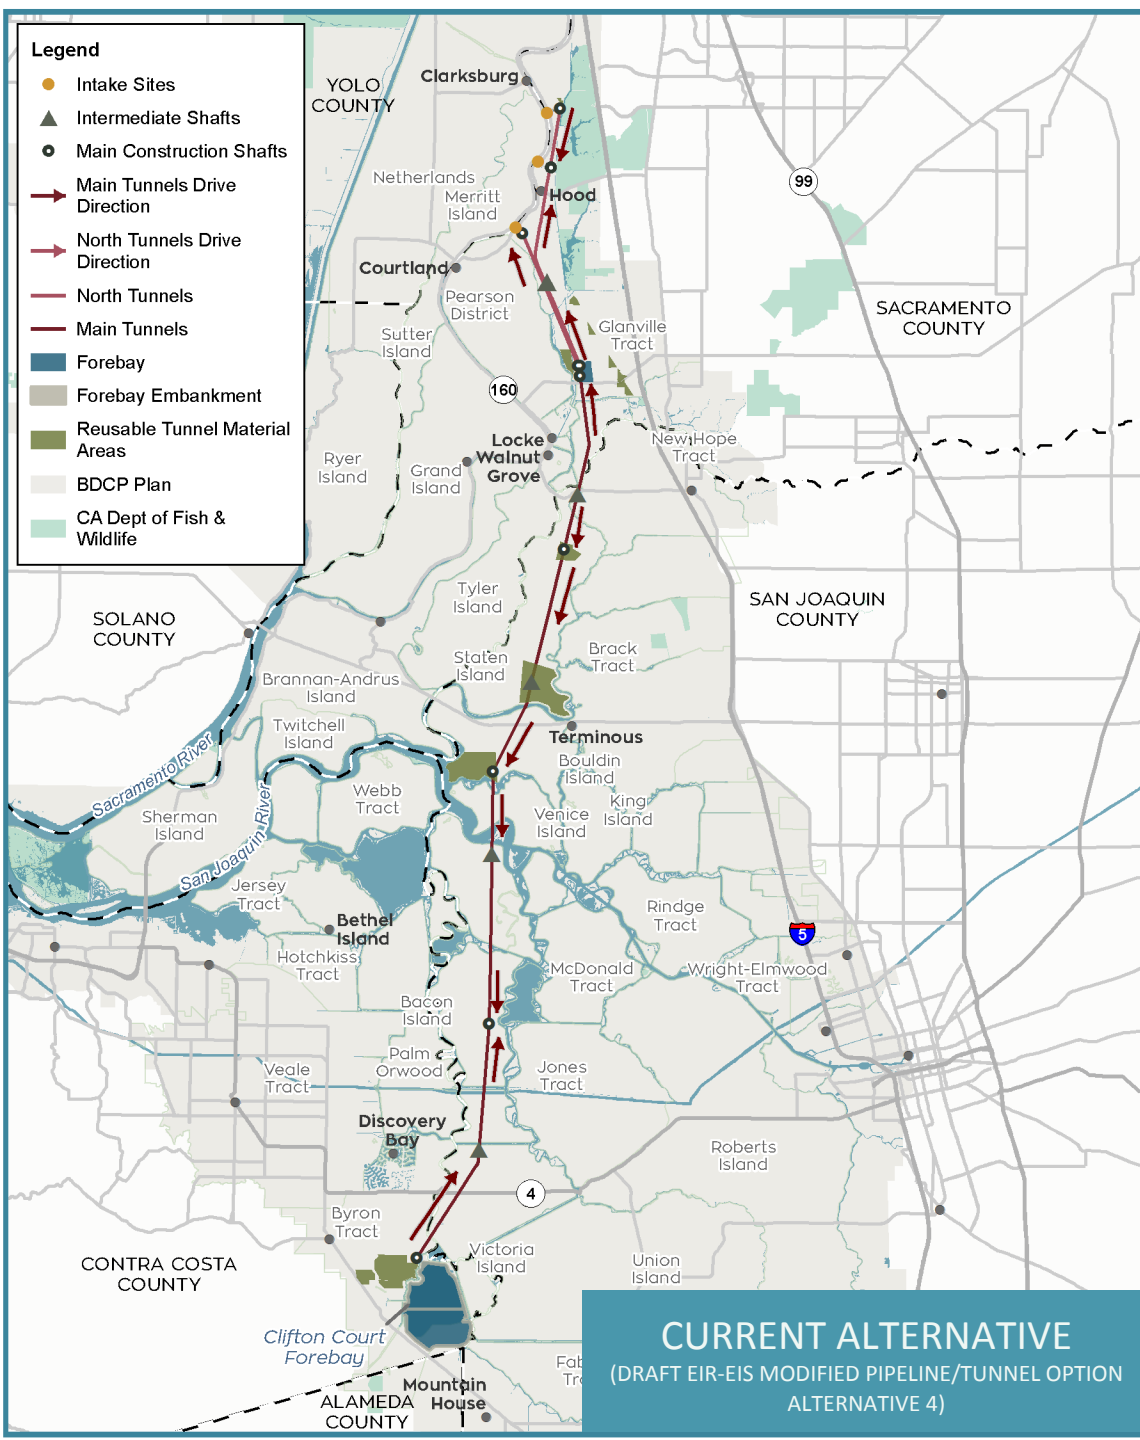 Legend
Intake Sites
Intermediate Shafts
Main Construction Shafts
Main Tunnels Drive
Direction
North Tunnels Drive
Direction
North Tunnels
Main Tunnels
Forebay
Forebay Embankment
Reusable Tunnel Material
Areas
BDCP Plan
CA Dept of Fish &
Wildlife
YOLO
COUNTY
Clarksburg
99
Netherlands
Merritt
Island
Hood
Courtland
Pearson
District
SACRAMENTO
COUNTY
Glanville
Tract
Sutter
Island
160
Locke
Walnut
Grove
New Hope
Tract
Ryer
Island
Grand
Island
SOLANO
COUNTY
Tyler
Island
SAN JOAQUIN
COUNTY
Staten
Island
Brack
Tract
Brannan-Andrus
Island
Twitchell
Island
Terminous
Bouldin
Island
Sacramento River
Webb
Tract
King
Island
Venice
Island
Sherman
Island
San Joaquin River
Jersey
Tract
Bethel
Island
Rindge
Tract
5
Hotchkiss
Tract
McDonald
Tract
Wright-Elmwood
Tract
Bacon
Island
Palm
Orwood
Jones
Tract
Veale
Tract
Discovery
Bay
Roberts
Island
4
Byron
Tract
Victoria
Island
Union
Island
CONTRA COSTA
COUNTY
Clifton Court
Forebay
Fab
Tr
Mountain
House
ALAMEDA
COUNTY
CURRENT ALTERNATIVE
(DRAFT EIR-EIS MODIFIED PIPELINE/TUNNEL OPTION
ALTERNATIVE 4)